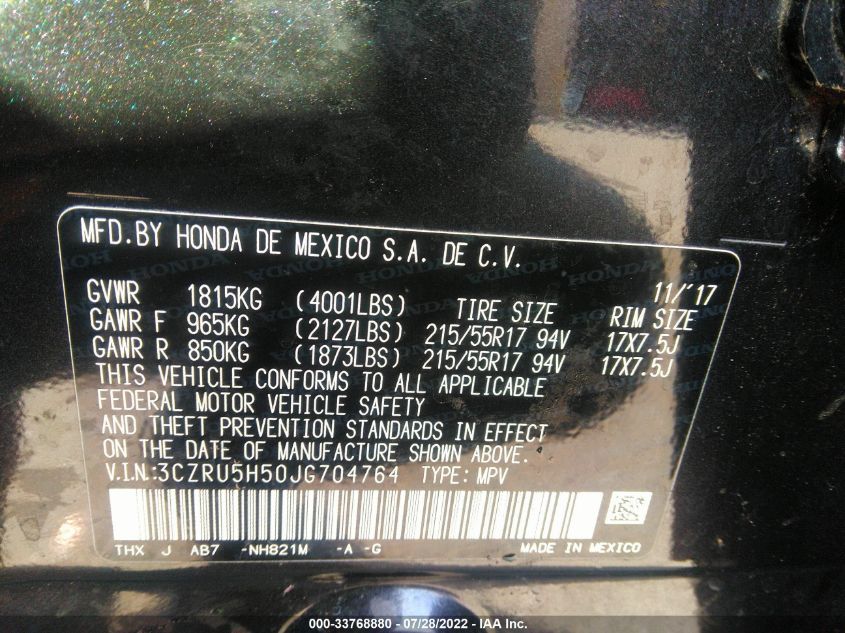 MFD.BY HONDA DE MEXICO S.A. DE C.V.
11/'17
GVWR 1815KG (4001LBS) TIRE SIZE RIM SIZE
GAWR F 965KG (2127LBS) 215/55R17 94V 17X7.5J
GAWR R 850KG (1873LBS) 215/55R17 94V 17X7.5J
THIS VEHICLE CONFORMS TO ALL APPLICABLE
FEDERAL MOTOR VEHICLE SAFETY
AND THEFT PREVENTION STANDARDS IN EFFECT
ON THE DATE OF MANUFACTURE SHOWN ABOVE.
V.I.N.:3CZRU5H50JG704764 TYPE: MPV
THX J AB7 -NH821M -A -G MADE IN MEXICO
000-33768880 - 07/28/2022 - IAA Inc.